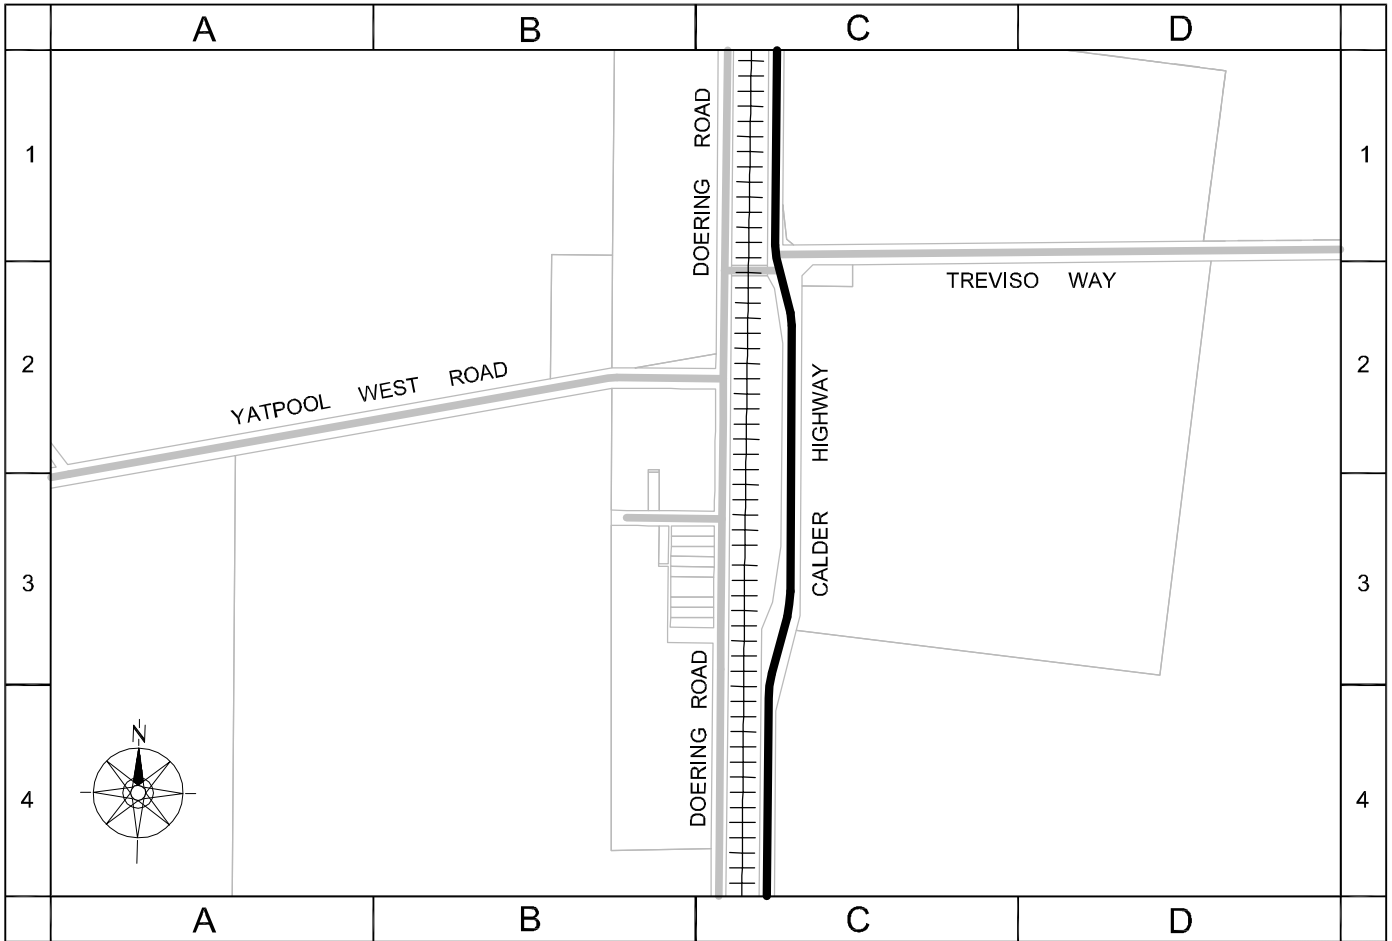 A B C D
1 1
DOERING ROAD
TREVISO WAY
2 2
YATPOOL WEST ROAD
CALDER HIGHWAY
3 3
DOERING ROAD
N
4 4
A B C D